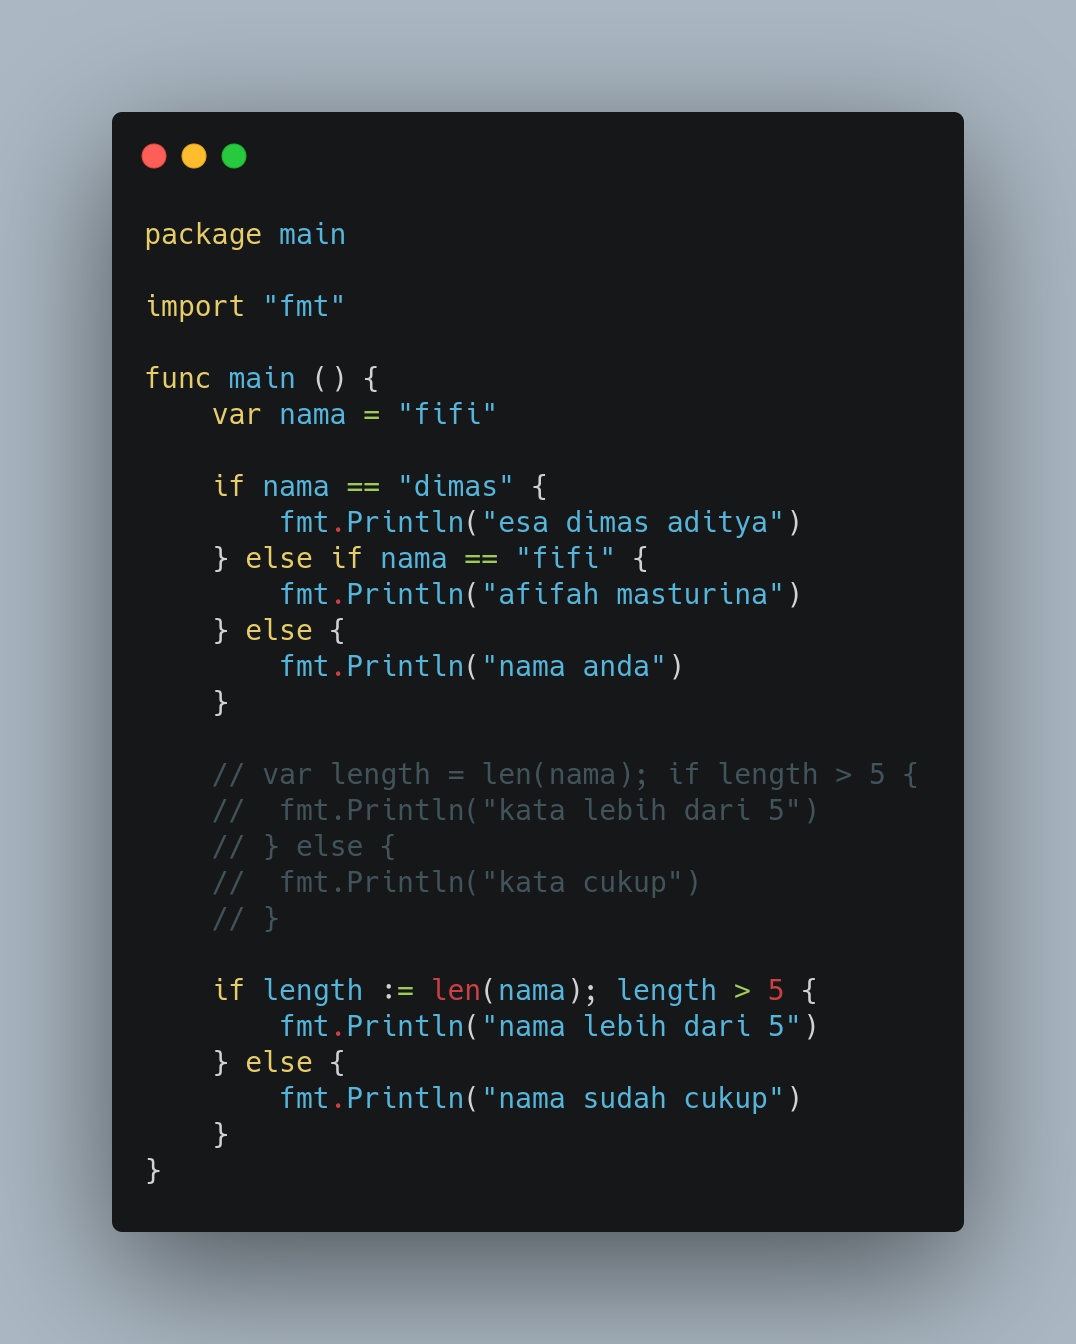 package main

import "fmt"

func main () {
    var nama = "fifi"

    if nama == "dimas" {
        fmt.Println("esa dimas aditya")
    } else if nama == "fifi" {
        fmt.Println("afifah masturina")
    } else {
        fmt.Println("nama anda")
    }

    // var length = len(nama); if length > 5 {
    //  fmt.Println("kata lebih dari 5")
    // } else {
    //  fmt.Println("kata cukup")
    // }

    if length := len(nama); length > 5 {
        fmt.Println("nama lebih dari 5")
    } else {
        fmt.Println("nama sudah cukup")
    }
}